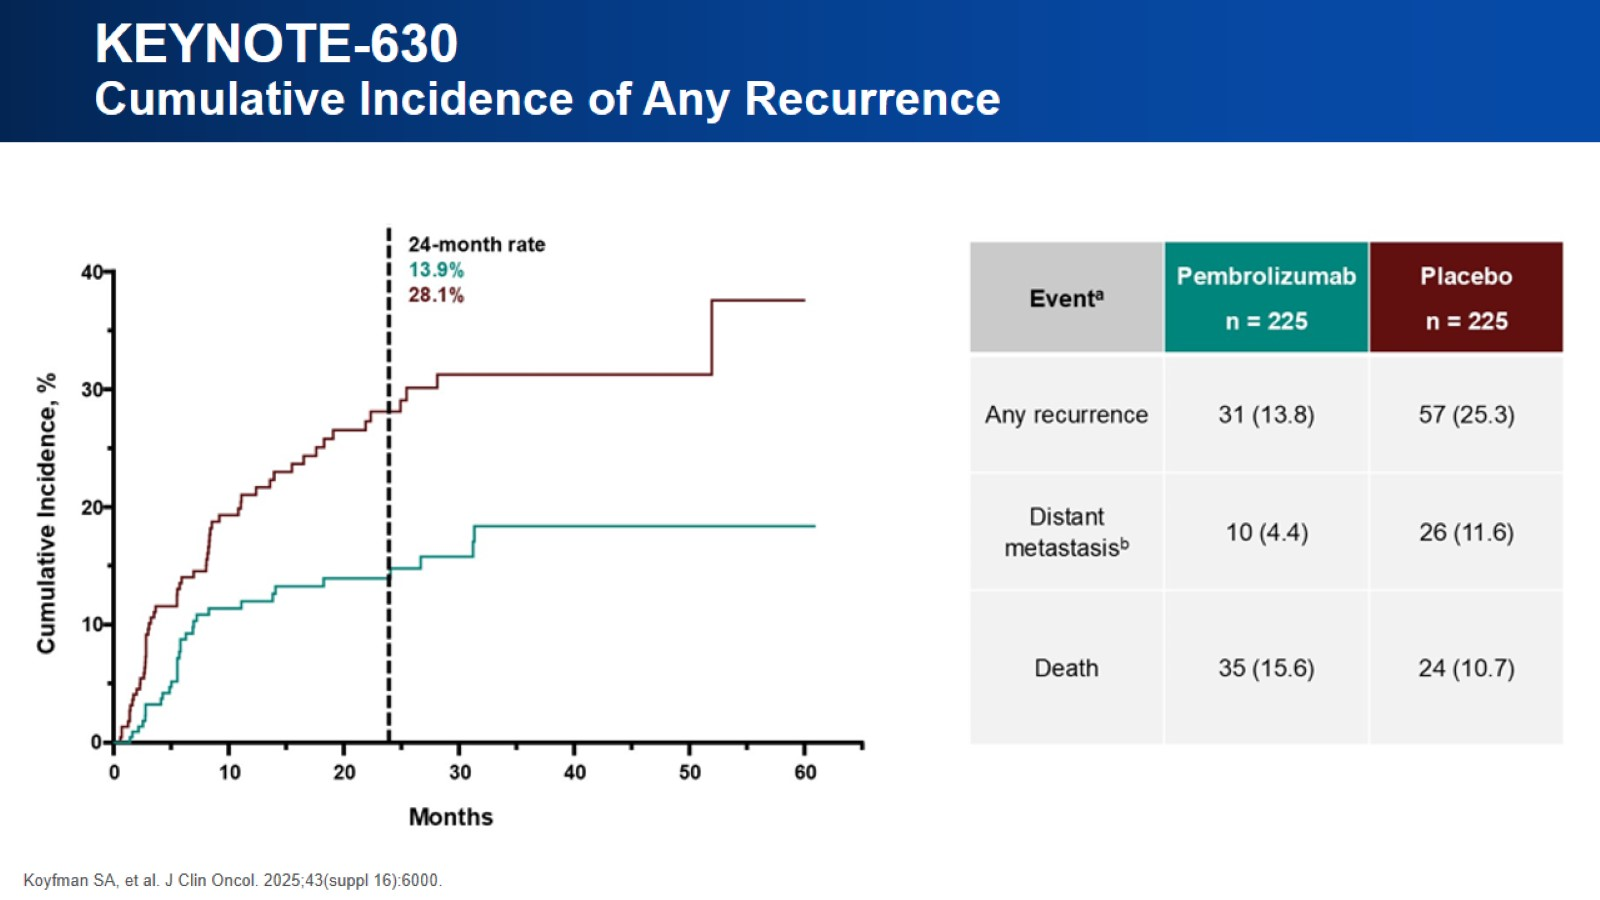 KEYNOTE-630
Cumulative Incidence of Any Recurrence
24-month rate
13.9%
28.1%
Cumulative Incidence, %
40
30
20
10
0
0 10 20 30 40 50 60
Months
Eventᵃ
Pembrolizumab
n = 225
Placebo
n = 225
Any recurrence 31 (13.8) 57 (25.3)
Distant
metastasisᵇ 10 (4.4) 26 (11.6)
Death 35 (15.6) 24 (10.7)
Koyfman SA, et al. J Clin Oncol. 2025;43(suppl 16):6000.